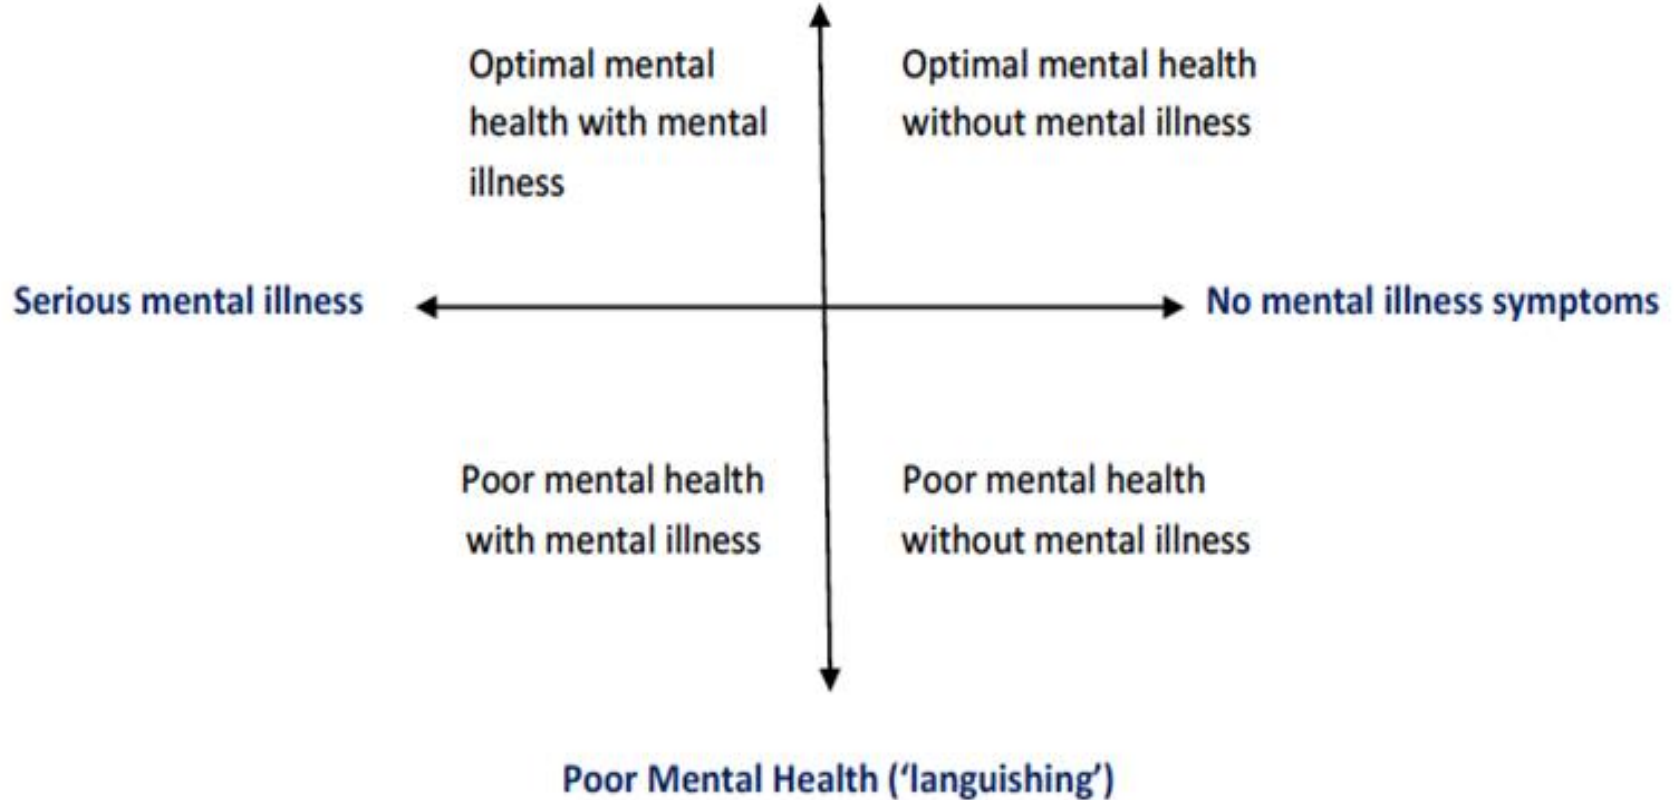 Optimal mental
health with mental
illness
Optimal mental health
without mental illness
Serious mental illness
No mental illness symptoms
Poor mental health
with mental illness
Poor mental health
without mental illness
Poor Mental Health (‘languishing’)